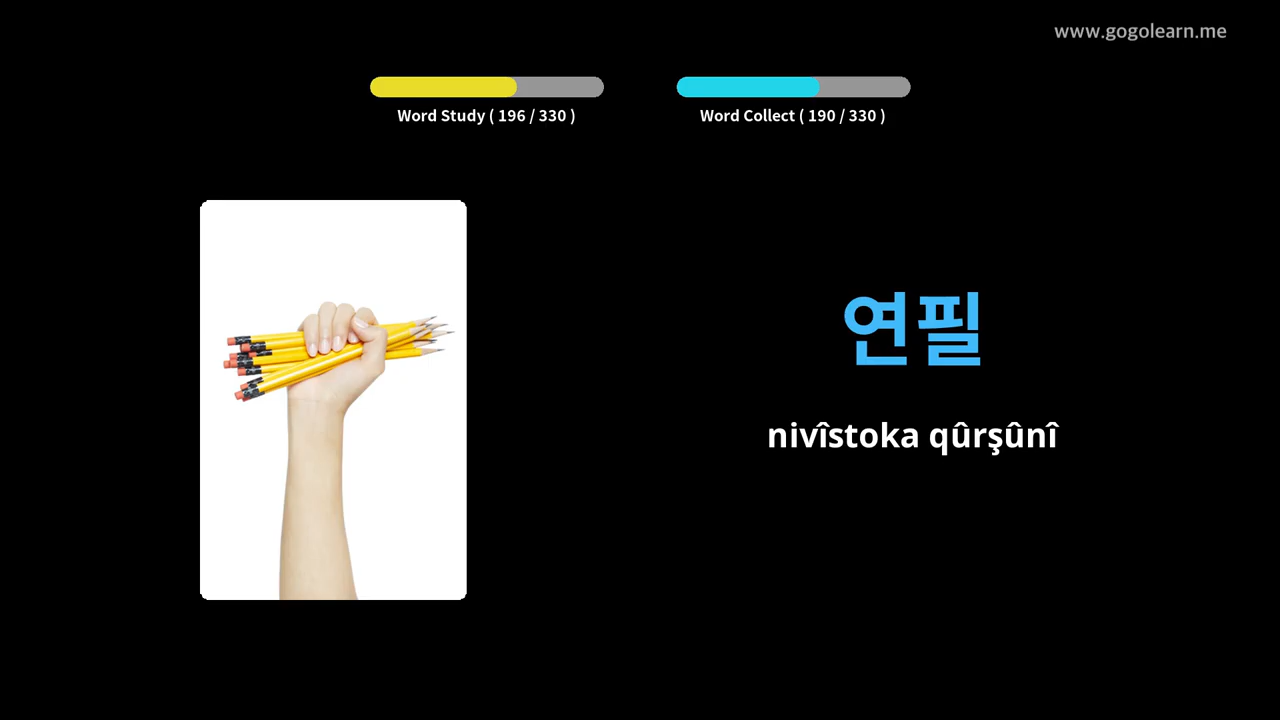 www.gogolearn.me
Word Study ( 196 / 330 )
Word Collect ( 190 / 330 )
연필
nivîstoka qûrşûnî